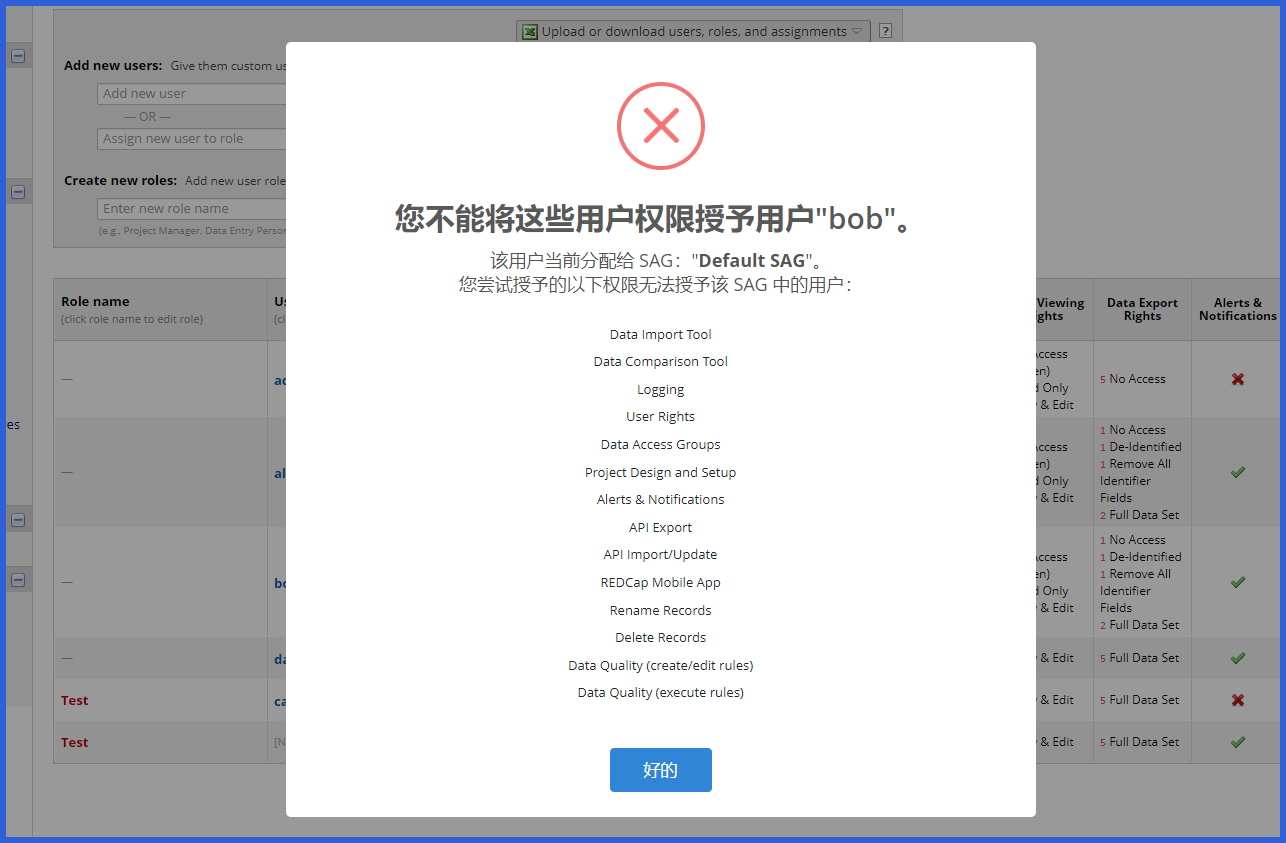 Upload or download users, roles, and assignments
?
Add new users: Give them custom us
Add new user
— OR —
Assign new user to role
Create new roles: Add new user role
Enter new role name
(e.g., Project Manager, Data Entry Person
您不能将这些用户权限授予用户"bob"。
该用户当前分配给 SAG："Default SAG"。
您尝试授予的以下权限无法授予该 SAG 中的用户：
Data Import Tool
Data Comparison Tool
Logging
User Rights
Data Access Groups
Project Design and Setup
Alerts & Notifications
API Export
API Import/Update
REDCap Mobile App
Rename Records
Delete Records
Data Quality (create/edit rules)
Data Quality (execute rules)
好的
es
Role name
(click role name to edit role)
Us
(cl
Viewing
ghts
Data Export
Rights
Alerts &
Notifications
—
ad
ccess
en)
d Only
& Edit
5 No Access
—
al
ccess
en)
d Only
& Edit
1 No Access
1 De-Identified
1 Remove All
Identifier
Fields
2 Full Data Set
—
bo
ccess
en)
d Only
& Edit
1 No Access
1 De-Identified
1 Remove All
Identifier
Fields
2 Full Data Set
—
da
& Edit
5 Full Data Set
Test
ca
& Edit
5 Full Data Set
Test
[N
& Edit
5 Full Data Set